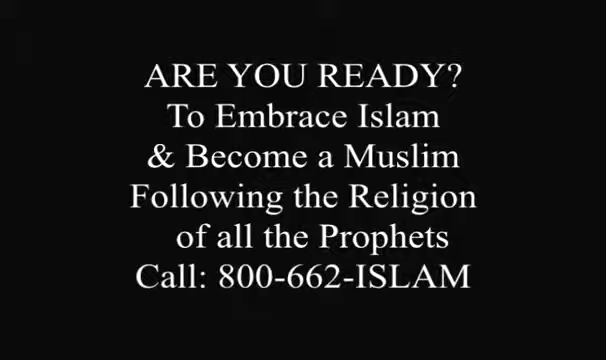 ARE YOU READY?
To Embrace Islam
& Become a Muslim
Following the Religion
of all the Prophets
Call: 800-662-ISLAM